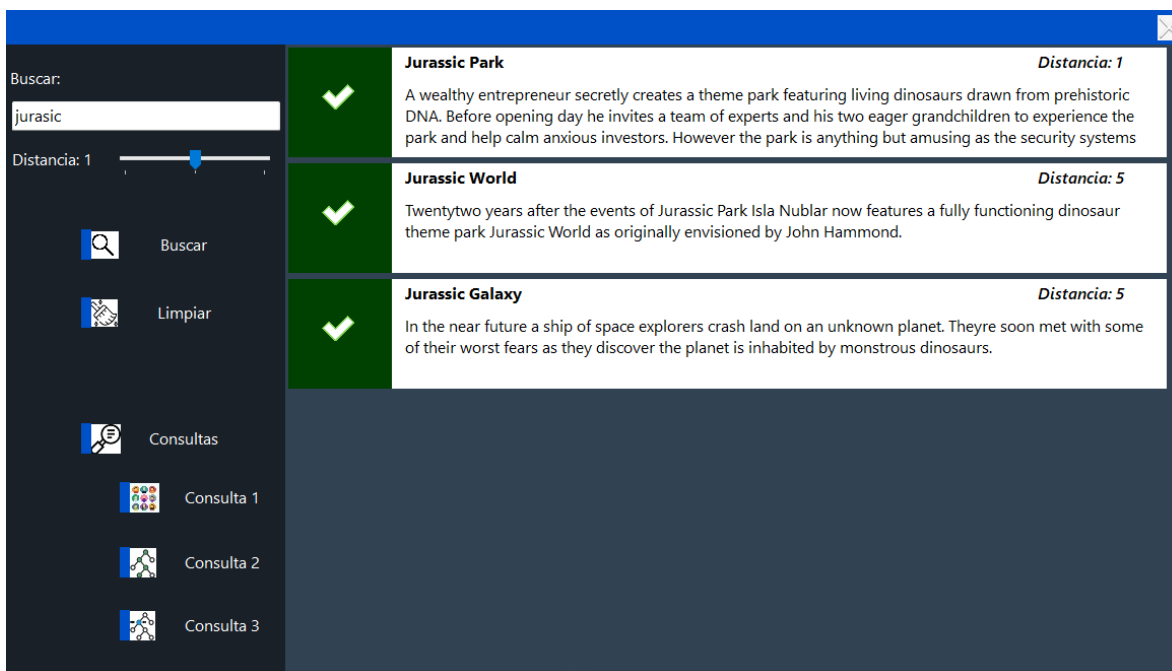 Buscar:
jurasic
Distancia: 1
Buscar
Limpiar
Consultas
Consulta 1
Consulta 2
Consulta 3
Jurassic Park Distancia: 1
A wealthy entrepreneur secretly creates a theme park featuring living dinosaurs drawn from prehistoric
DNA. Before opening day he invites a team of experts and his two eager grandchildren to experience the
park and help calm anxious investors. However the park is anything but amusing as the security systems
Jurassic World Distancia: 5
Twentytwo years after the events of Jurassic Park Isla Nublar now features a fully functioning dinosaur
theme park Jurassic World as originally envisioned by John Hammond.
Jurassic Galaxy Distancia: 5
In the near future a ship of space explorers crash land on an unknown planet. Theyre soon met with some
of their worst fears as they discover the planet is inhabited by monstrous dinosaurs.